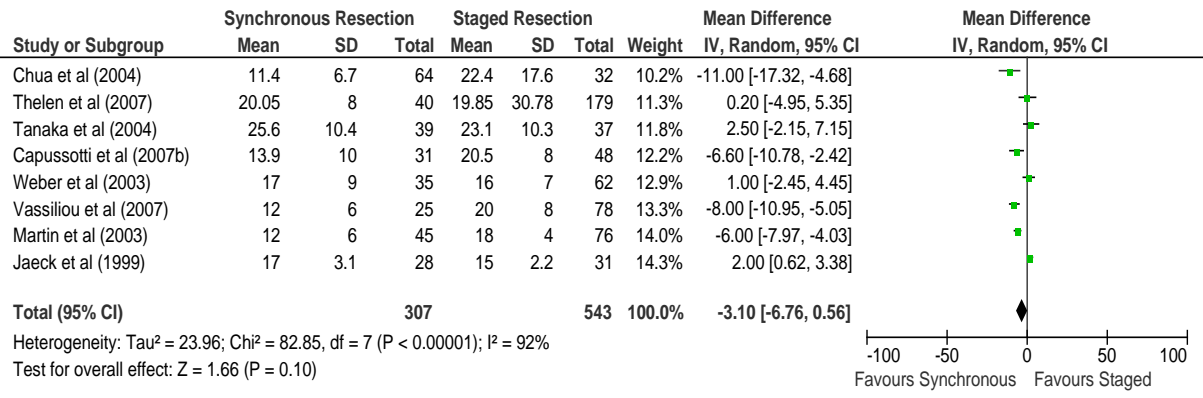 Synchronous Resection Staged Resection Mean Difference Mean Difference
Study or Subgroup Mean SD Total Mean SD Total Weight IV, Random, 95% CI IV, Random, 95% CI
Chua et al (2004) 11.4 6.7 64 22.4 17.6 32 10.2% -11.00 [-17.32, -4.68]
Thelen et al (2007) 20.05 8 40 19.85 30.78 179 11.3% 0.20 [-4.95, 5.35]
Tanaka et al (2004) 25.6 10.4 39 23.1 10.3 37 11.8% 2.50 [-2.15, 7.15]
Capussotti et al (2007b) 13.9 10 31 20.5 8 48 12.2% -6.60 [-10.78, -2.42]
Weber et al (2003) 17 9 35 16 7 62 12.9% 1.00 [-2.45, 4.45]
Vassiliou et al (2007) 12 6 25 20 8 78 13.3% -8.00 [-10.95, -5.05]
Martin et al (2003) 12 6 45 18 4 76 14.0% -6.00 [-7.97, -4.03]
Jaeck et al (1999) 17 3.1 28 15 2.2 31 14.3% 2.00 [0.62, 3.38]
Total (95% CI) 307 543 100.0% -3.10 [-6.76, 0.56]
Heterogeneity: Tau² = 23.96; Chi² = 82.85, df = 7 (P < 0.00001); I² = 92%
Test for overall effect: Z = 1.66 (P = 0.10)
-100 -50 0 50 100
Favours Synchronous Favours Staged